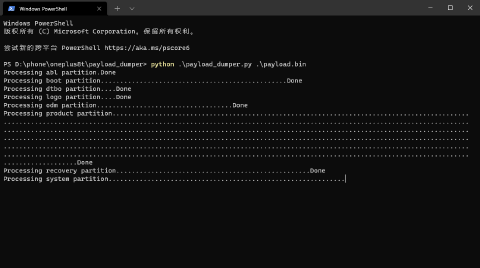 Windows PowerShell
Windows PowerShell
版权所有 (C) Microsoft Corporation。保留所有权利。
尝试新的跨平台 PowerShell https://aka.ms/pscore6
PS D:\phone\oneplus8t\payload_dumper> python .\payload_dumper.py .\payload.bin
Processing abl partition.Done
Processing boot partition................................................Done
Processing dtbo partition....Done
Processing logo partition....Done
Processing odm partition...................................Done
Processing product partition............................................................................................
........................................................................................................................
........................................................................................................................
........................................................................................................................
........................................................................................................................
........................................................................................................................
...................Done
Processing recovery partition..................................................Done
Processing system partition.............................................................